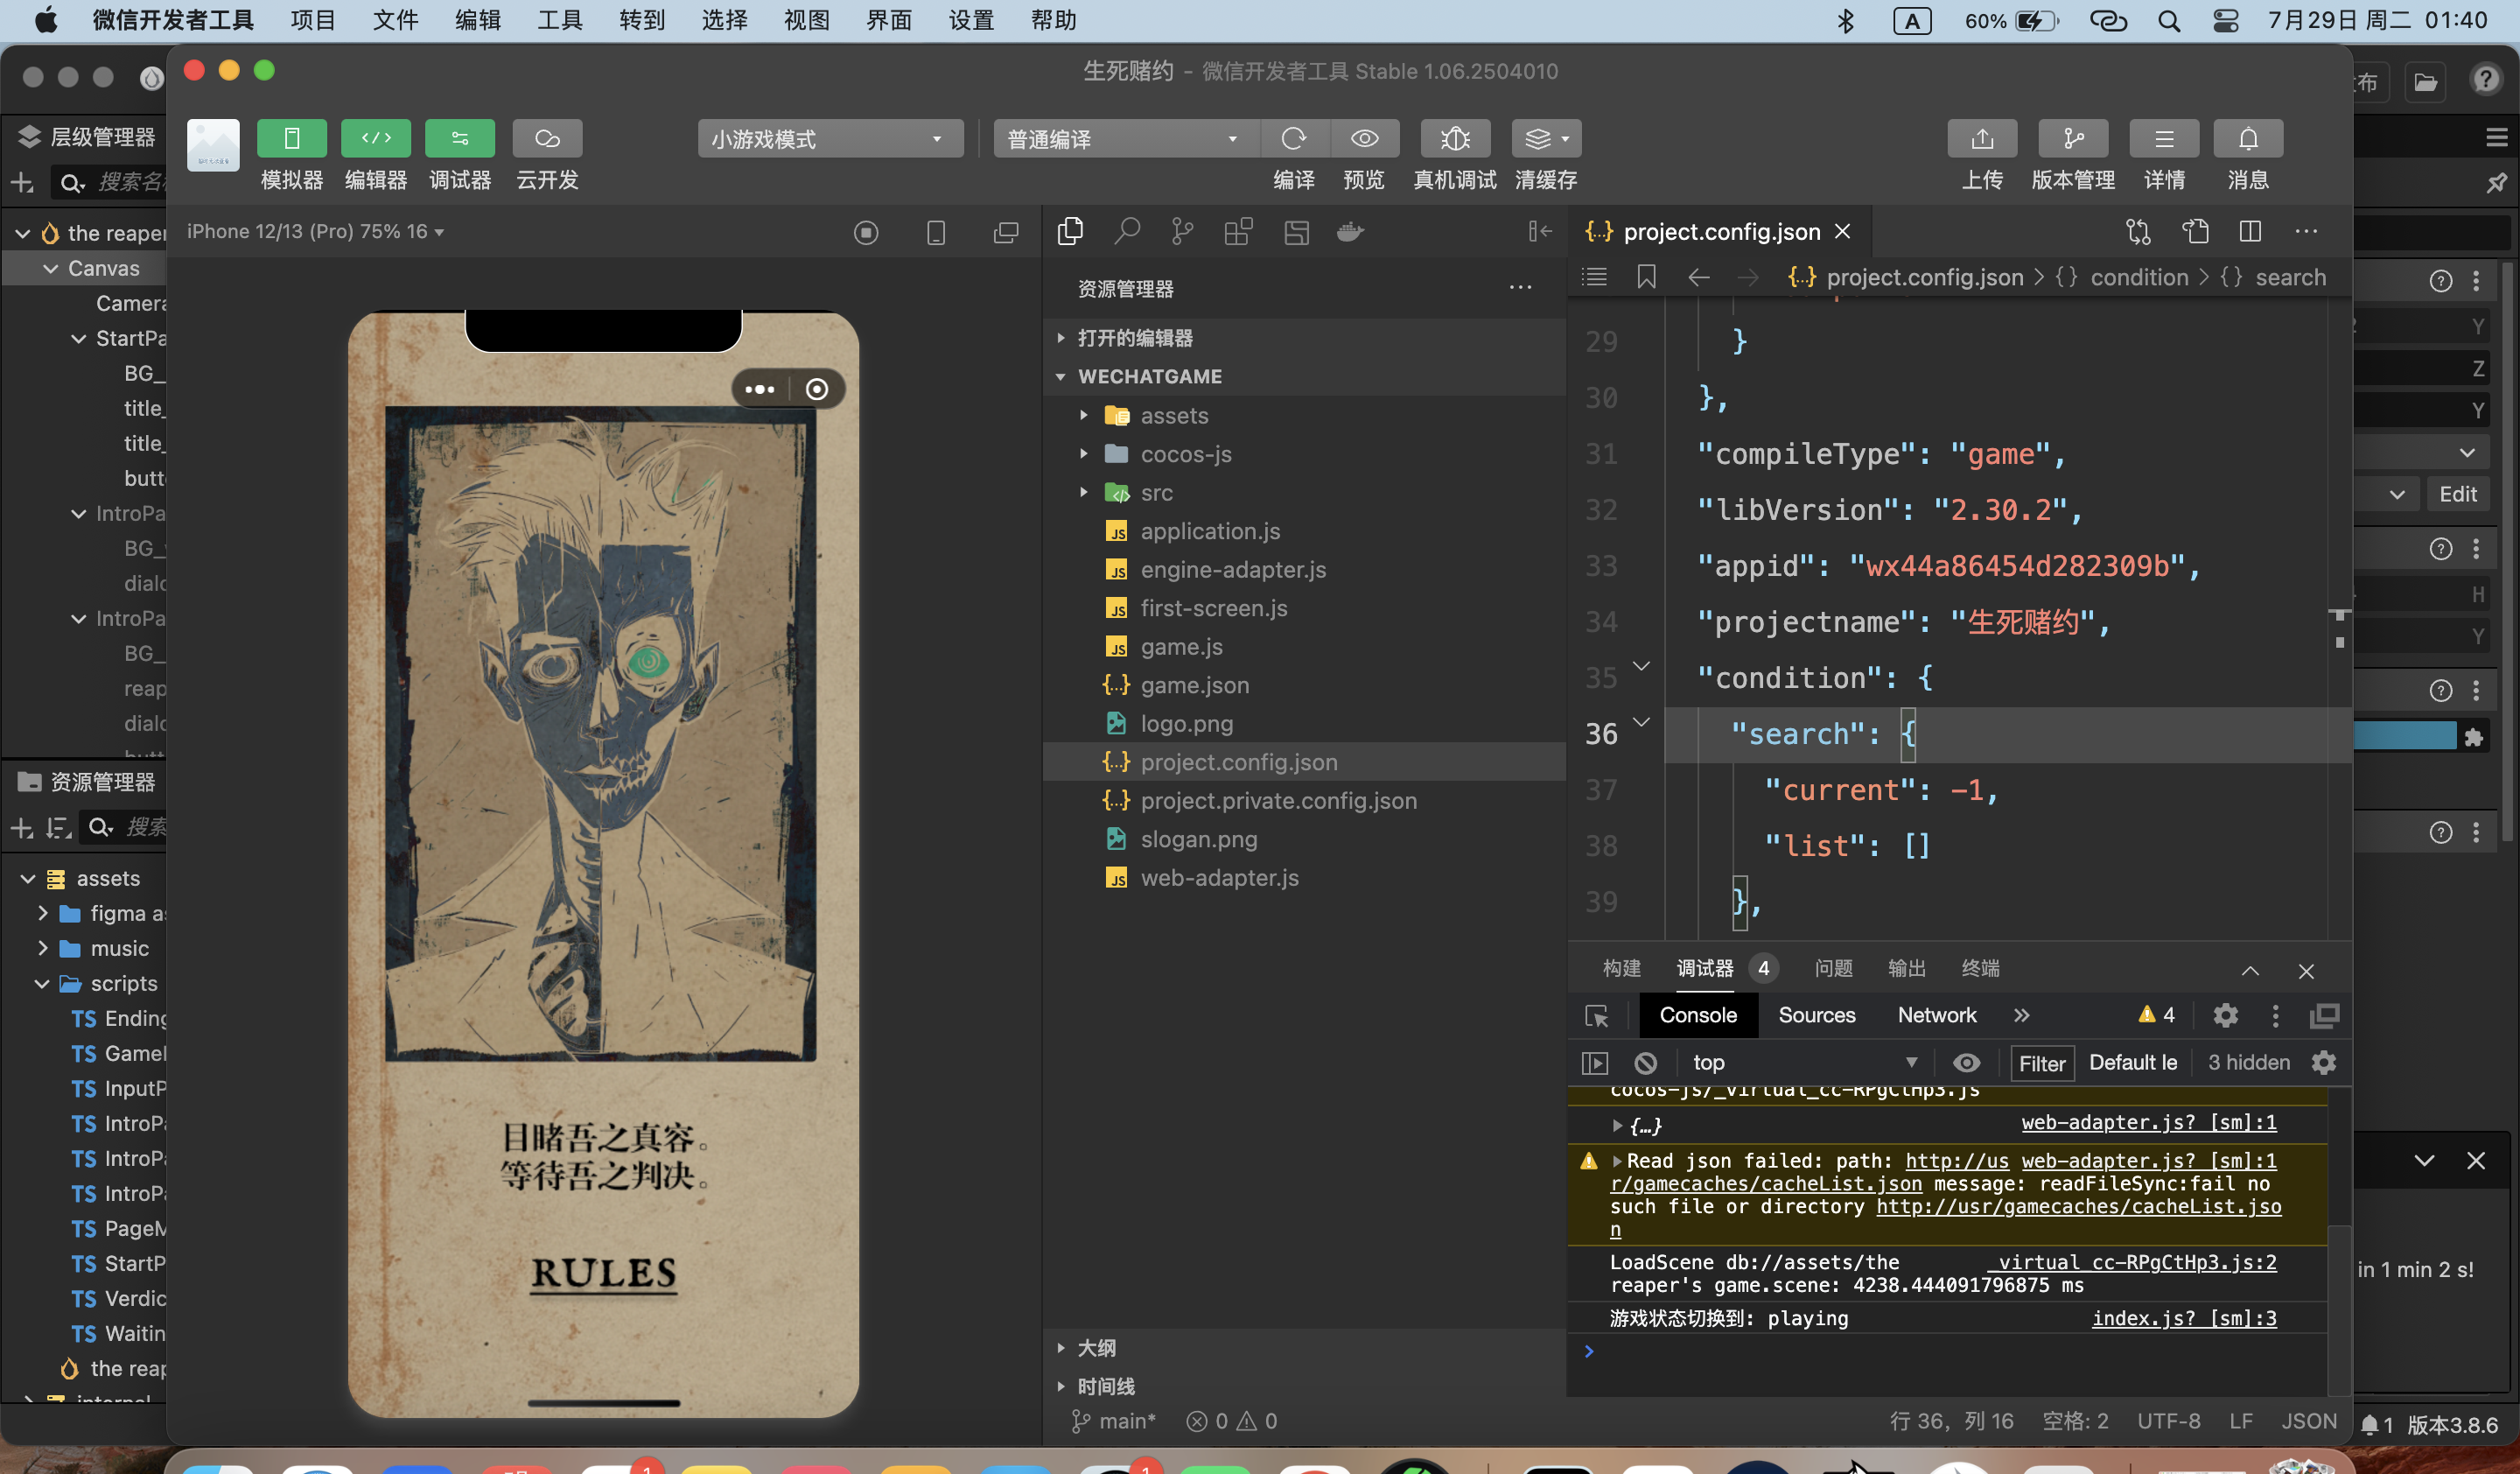 微信开发者工具 项目 文件 编辑 工具 转到 选择 视图 界面 设置 帮助
A 60% 7月29日 周二 01:40
生死赌约 - 微信开发者工具 Stable 1.06.2504010
布
层级管理器
小游戏模式
普通编译
模拟器 编辑器 调试器 云开发
编译 预览 真机调试 清缓存
上传 版本管理 详情 消息
搜索名
the reaper
Canvas
Camera
StartPa
BG_
title_
title_
butt
IntroPa
BG_
dialo
IntroPa
BG_
reap
dialo
资源管理器
搜索
assets
figma a
music
scripts
TS Ending
TS Game
TS InputP
TS IntroPa
TS IntroPa
TS IntroPa
TS PageM
TS StartP
TS Verdic
TS Waitin
the reap
internal
iPhone 12/13 (Pro) 75% 16
目睹吾之真容。
等待吾之判决。
RULES
资源管理器
打开的编辑器
WECHATGAME
assets
cocos-js
src
JS application.js
JS engine-adapter.js
JS first-screen.js
JS game.js
{..} game.json
logo.png
{..} project.config.json
{..} project.private.config.json
slogan.png
JS web-adapter.js
大纲
时间线
main* 0 0
{..} project.config.json
{..} project.config.json > {} condition > {} search
29 }
30 },
31 "compileType": "game",
32 "libVersion": "2.30.2",
33 "appid": "wx44a86454d282309b",
34 "projectname": "生死赌约",
35 "condition": {
36 "search": {
37 "current": -1,
38 "list": []
39 },
构建 调试器 4 问题 输出 终端
Console Sources Network 4
top Filter Default le 3 hidden
cocos-js/_virtual_cc-RPgCtHp3.js
{…} web-adapter.js? [sm]:1
Read json failed: path: http://us web-adapter.js? [sm]:1
r/gamecaches/cacheList.json message: readFileSync:fail no
such file or directory http://usr/gamecaches/cacheList.jso
n
LoadScene db://assets/the _virtual_cc-RPgCtHp3.js:2
reaper's game.scene: 4238.444091796875 ms
游戏状态切换到: playing index.js? [sm]:3
行 36, 列 16 空格: 2 UTF-8 LF JSON
Y
Z
Y
Edit
H
Y
in 1 min 2 s!
1 版本3.8.6